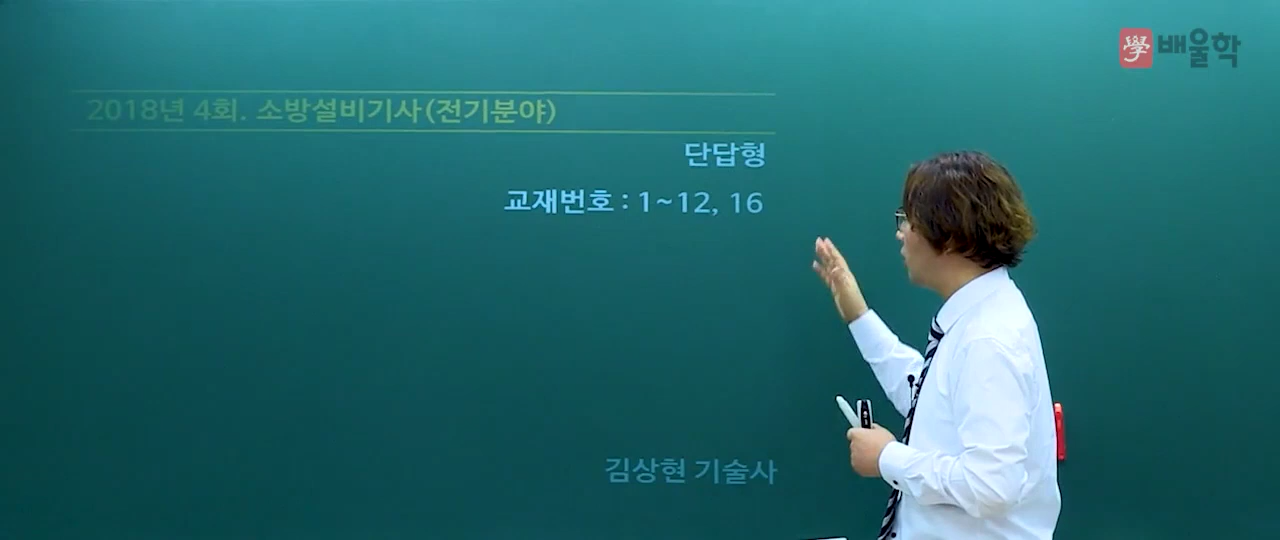 學배울학
2018년 4회. 소방설비기사(전기분야)
단답형
교재번호 : 1~12, 16
김상현 기술사